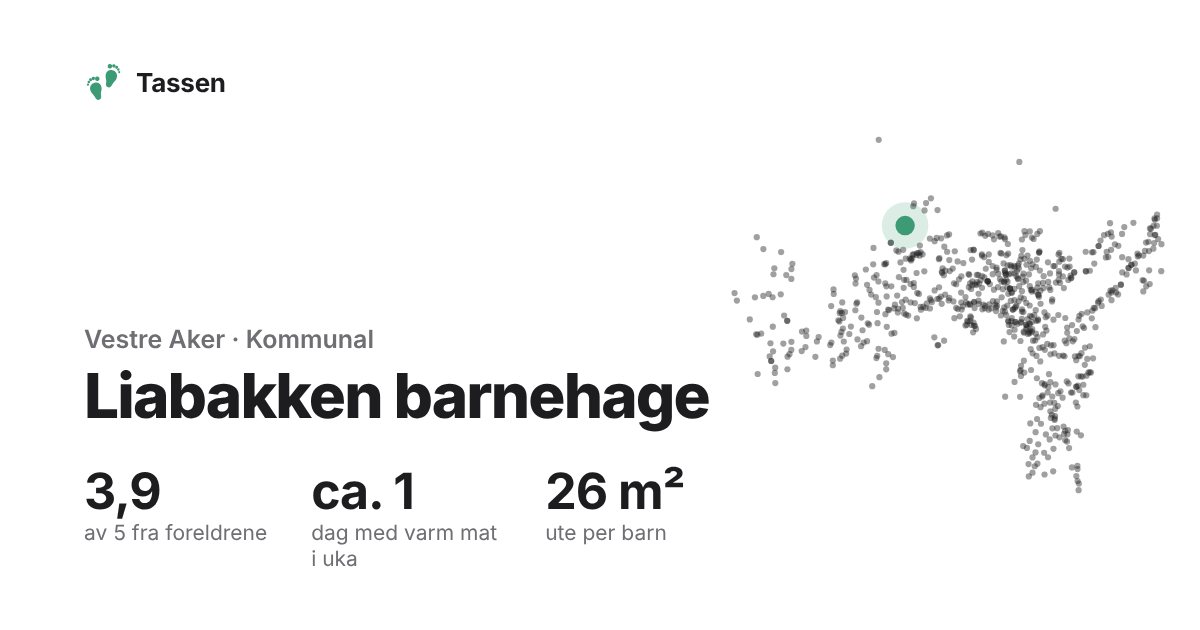 Tassen
Vestre Aker · Kommunal
Liabakken barnehage
3,9
av 5 fra foreldrene
ca. 1
dag med varm mat
i uka
26 m²
ute per barn